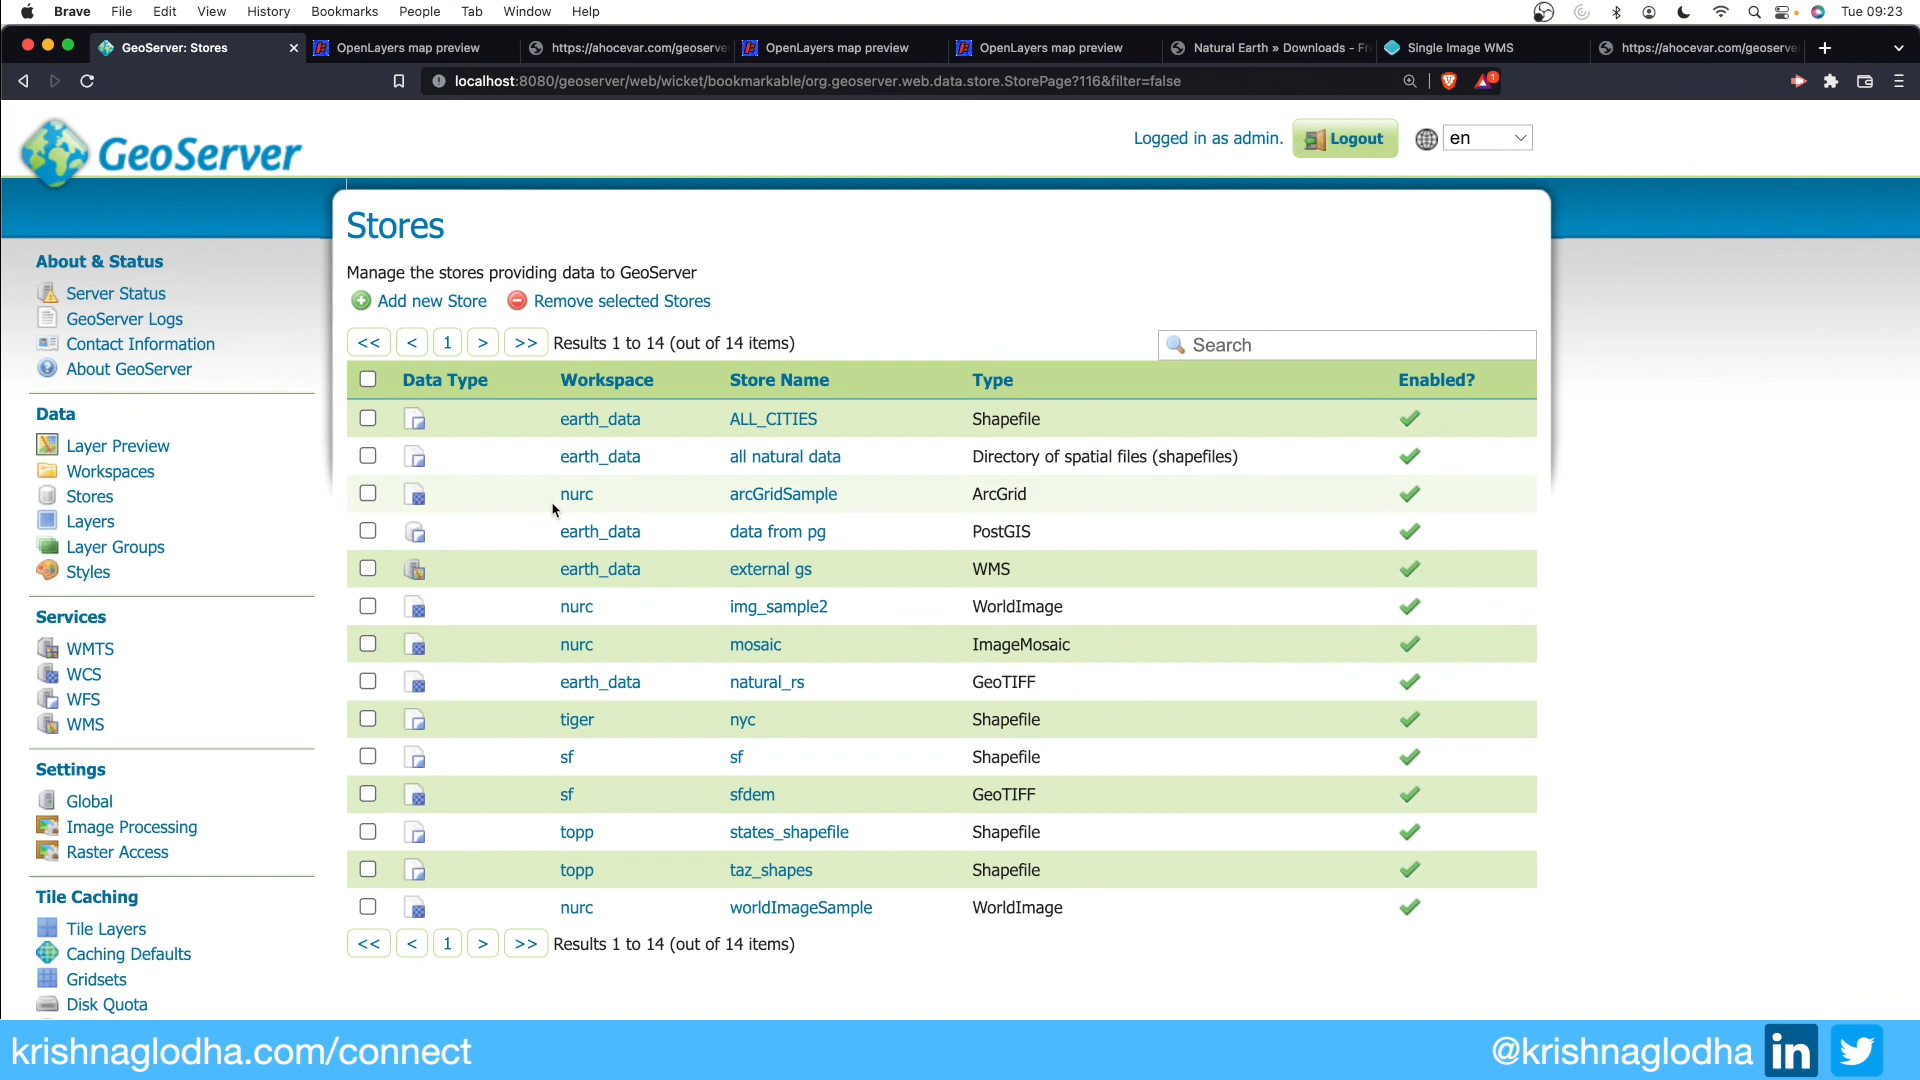 Brave File Edit View History Bookmarks People Tab Window Help Tue 09:23
GeoServer: Stores OpenLayers map preview https://ahocevar.com/geoserve OpenLayers map preview OpenLayers map preview Natural Earth » Downloads - Fr Single Image WMS https://ahocevar.com/geoserve
localhost:8080/geoserver/web/wicket/bookmarkable/org.geoserver.web.data.store.StorePage?116&filter=false 1
GeoServer
Logged in as admin. Logout en
Stores
Manage the stores providing data to GeoServer
Add new Store Remove selected Stores
<< < 1 > >> Results 1 to 14 (out of 14 items) Search
Data Type Workspace Store Name Type Enabled?
earth_data ALL_CITIES Shapefile
earth_data all natural data Directory of spatial files (shapefiles)
nurc arcGridSample ArcGrid
earth_data data from pg PostGIS
earth_data external gs WMS
nurc img_sample2 WorldImage
nurc mosaic ImageMosaic
earth_data natural_rs GeoTIFF
tiger nyc Shapefile
sf sf Shapefile
sf sfdem GeoTIFF
topp states_shapefile Shapefile
topp taz_shapes Shapefile
nurc worldImageSample WorldImage
<< < 1 > >> Results 1 to 14 (out of 14 items)
About & Status
Server Status
GeoServer Logs
Contact Information
About GeoServer
Data
Layer Preview
Workspaces
Stores
Layers
Layer Groups
Styles
Services
WMTS
WCS
WFS
WMS
Settings
Global
Image Processing
Raster Access
Tile Caching
Tile Layers
Caching Defaults
Gridsets
Disk Quota
krishnaglodha.com/connect @krishnaglodha in